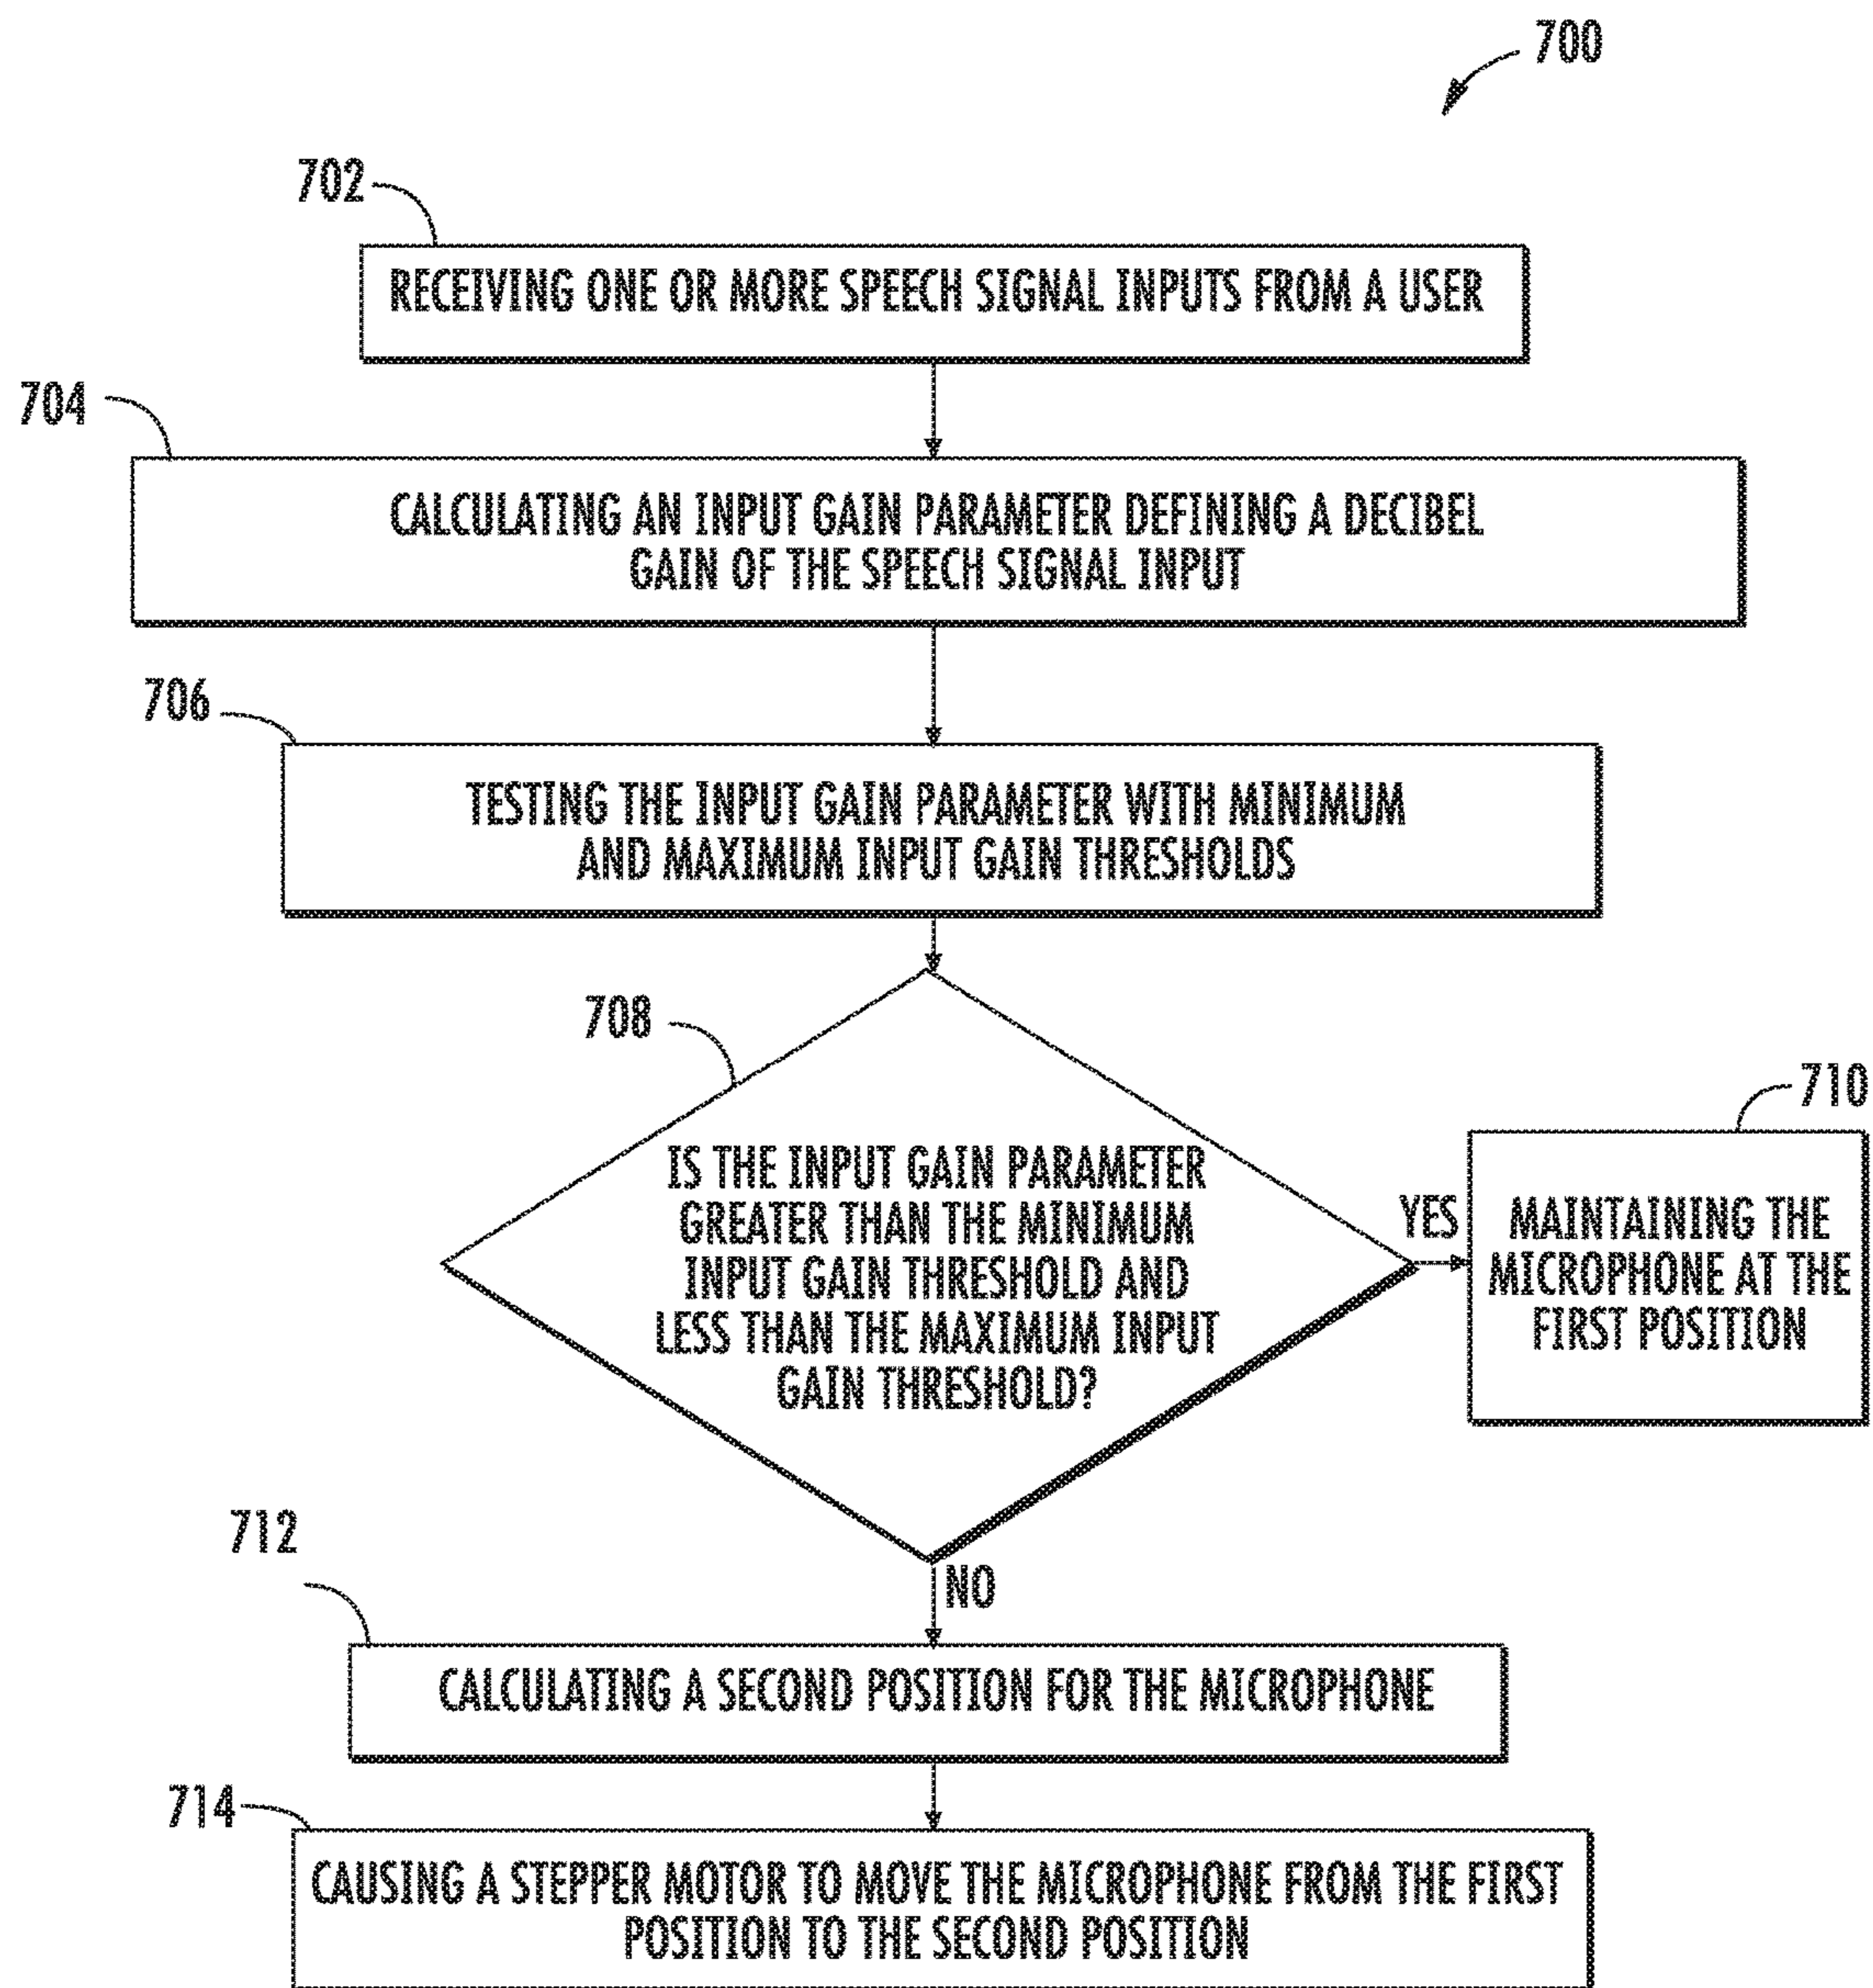 700
702
RECEIVING ONE OR MORE SPEECH SIGNAL INPUTS FROM A USER
704
CALCULATING AN INPUT GAIN PARAMETER DEFINING A DECIBEL
GAIN OF THE SPEECH SIGNAL INPUT
706
TESTING THE INPUT GAIN PARAMETER WITH MINIMUM
AND MAXIMUM INPUT GAIN THRESHOLDS
708
IS THE INPUT GAIN PARAMETER
GREATER THAN THE MINIMUM
INPUT GAIN THRESHOLD AND
LESS THAN THE MAXIMUM INPUT
GAIN THRESHOLD?
YES
710
MAINTAINING THE
MICROPHONE AT THE
FIRST POSITION
NO
712
CALCULATING A SECOND POSITION FOR THE MICROPHONE
714
CAUSING A STEPPER MOTOR TO MOVE THE MICROPHONE FROM THE FIRST
POSITION TO THE SECOND POSITION